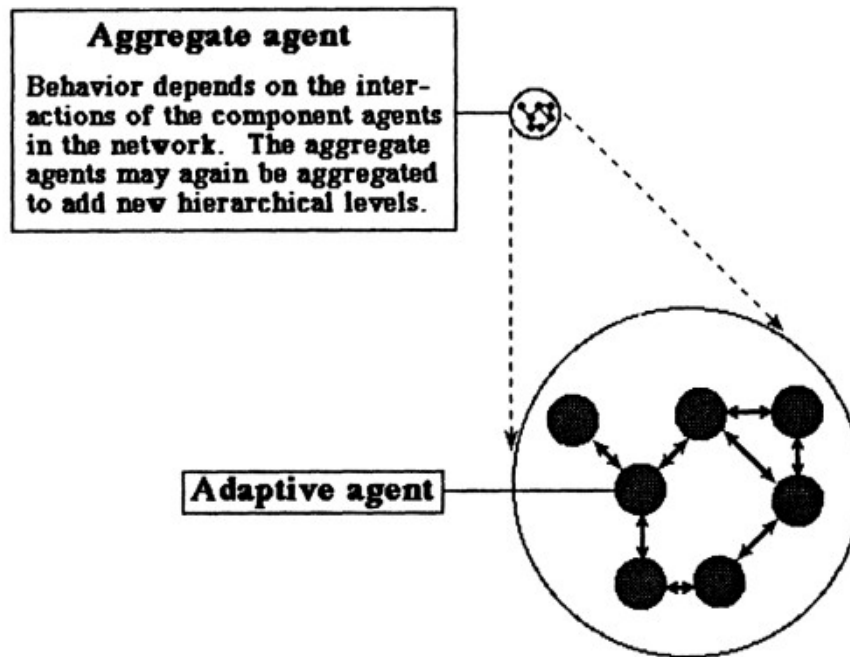 Aggregate agent
Behavior depends on the inter-
actions of the component agents
in the network. The aggregate
agents may again be aggregated
to add new hierarchical levels.
Adaptive agent